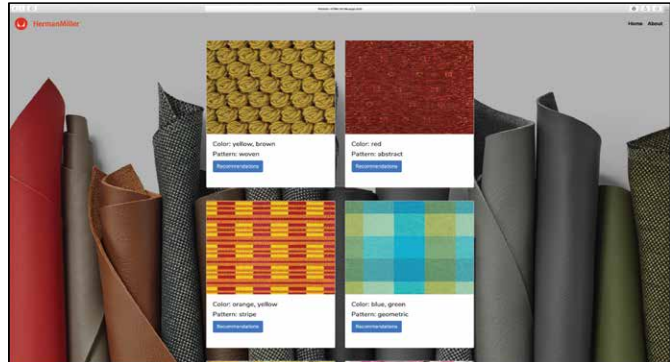 HermanMiller
Home About
Color: yellow, brown
Pattern: woven
Recommendations
Color: red
Pattern: abstract
Recommendations
Color: orange, yellow
Pattern: stripe
Recommendations
Color: blue, green
Pattern: geometric
Recommendations